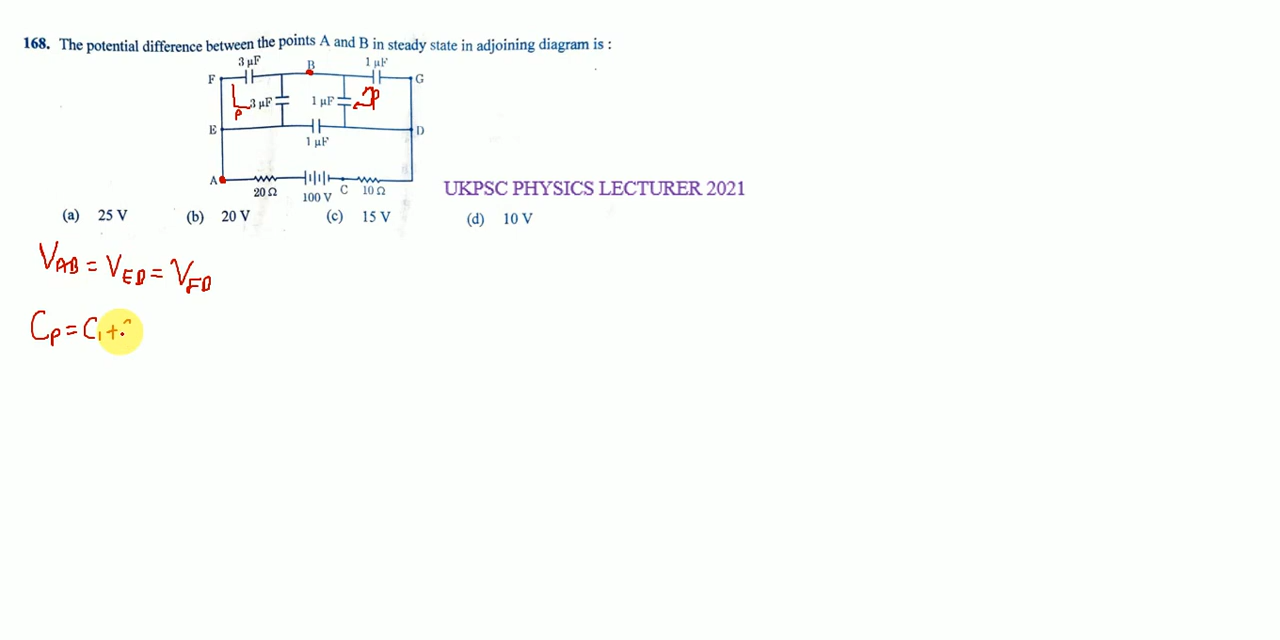 168. The potential difference between the points A and B in steady state in adjoining diagram is :
3 μF B 1 μF
F G
3 μF 1 μF P
P
E D
1 μF
A
20 Ω 100 V C 10 Ω
UKPSC PHYSICS LECTURER 2021
(a) 25 V (b) 20 V (c) 15 V (d) 10 V
V_AB = V_ED = V_FD
C_P = C_1 +